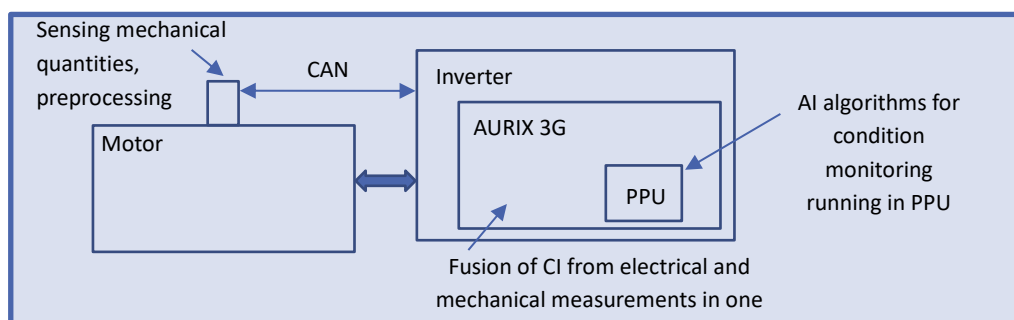 Sensing mechanical
quantities,
preprocessing
CAN
Motor
Inverter
AURIX 3G
PPU
AI algorithms for
condition
monitoring
running in PPU
Fusion of CI from electrical and
mechanical measurements in one